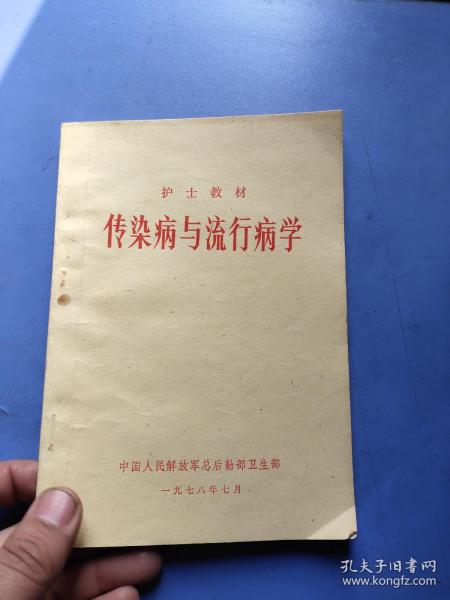 护士教材
传染病与流行病学
中国人民解放军总后勤部卫生部
一九七八年七月
孔夫子旧书网
www.kongfz.com